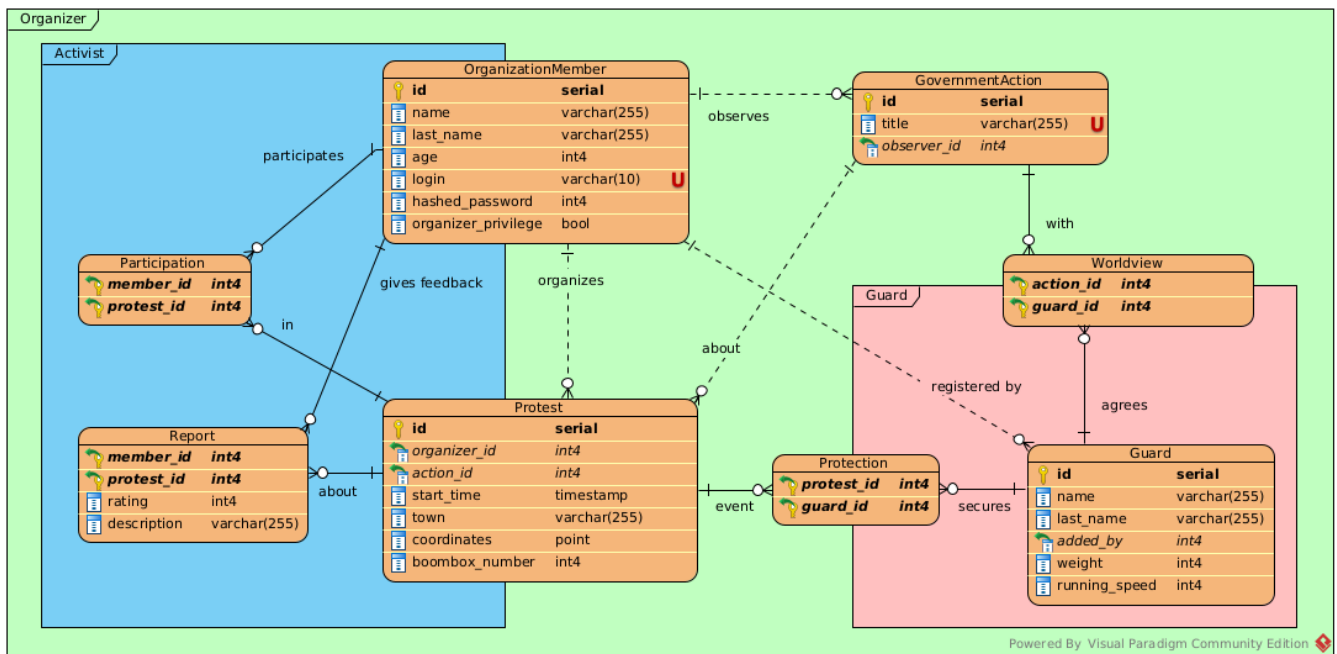 Organizer
Activist
OrganizationMember
id serial
name varchar(255)
last_name varchar(255)
age int4
login varchar(10) U
hashed_password int4
organizer_privilege bool
observes
GovernmentAction
id serial
title varchar(255) U
observer_id int4
participates
with
Participation
member_id int4
protest_id int4
gives feedback
organizes
Worldview
action_id int4
guard_id int4
Guard
in
about
registered by
agrees
Protest
id serial
organizer_id int4
action_id int4
start_time timestamp
town varchar(255)
coordinates point
boombox_number int4
Report
member_id int4
protest_id int4
rating int4
description varchar(255)
about
event
Protection
protest_id int4
guard_id int4
secures
Guard
id serial
name varchar(255)
last_name varchar(255)
added_by int4
weight int4
running_speed int4
Powered By Visual Paradigm Community Edition